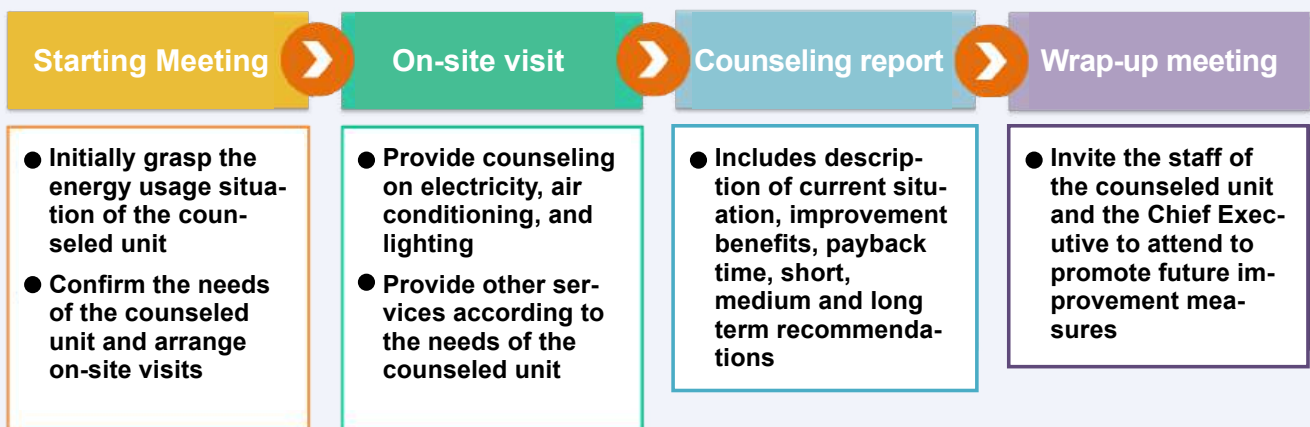 Starting Meeting
On-site visit
Counseling report
Wrap-up meeting
● Initially grasp the
energy usage situa-
tion of the coun-
seled unit
● Confirm the needs
of the counseled
unit and arrange
on-site visits
● Provide counseling
on electricity, air
conditioning, and
lighting
● Provide other ser-
vices according to
the needs of the
counseled unit
● Includes descrip-
tion of current situ-
ation, improvement
benefits, payback
time, short,
medium and long
term recommenda-
tions
● Invite the staff of
the counseled unit
and the Chief Exec-
utive to attend to
promote future im-
provement mea-
sures